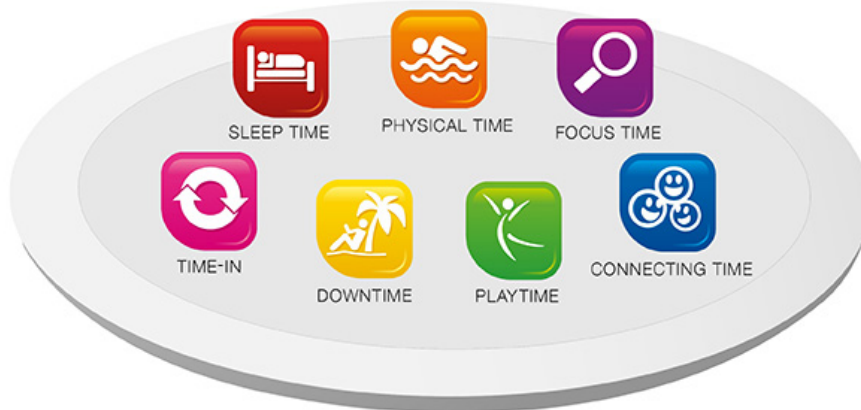 SLEEP TIME
PHYSICAL TIME
FOCUS TIME
TIME-IN
DOWNTIME
PLAYTIME
CONNECTING TIME